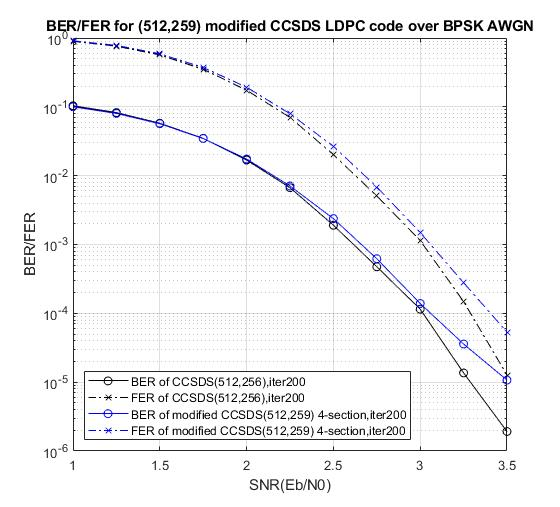 BER/FER for (512,259) modified CCSDS LDPC code over BPSK AWGN
10^0
10^-1
10^-2
10^-3
10^-4
10^-5
10^-6
BER/FER
BER of CCSDS(512,256),iter200
FER of CCSDS(512,256),iter200
BER of modified CCSDS(512,259) 4-section,iter200
FER of modified CCSDS(512,259) 4-section,iter200
1 1.5 2 2.5 3 3.5
SNR(Eb/N0)